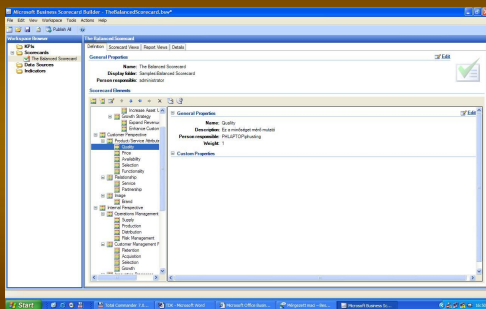 Microsoft Business Scorecard Builder - TheBalancedScorecard.bsw*
File Edit View Workspace Tools Actions Help
Publish All
Workspace Browser
KPIs
Scorecards
The Balanced Scorecard
Data Sources
Indicators
The Balanced Scorecard
Definition Scorecard Views Report Views Details
General Properties Edit
Name: The Balanced Scorecard
Display folder: Samples\Balanced Scorecard
Person responsible: administrator
Scorecard Elements
Increase Asset
Growth Strategy
Expand Revenue
Enhance Custom
Customer Perspective
Product/Service Attribute
Quality
Price
Availability
Selection
Functionality
Relationship
Service
Partnership
Image
Brand
Internal Perspective
Operations Management
Supply
Production
Distribution
Risk Management
Customer Management P
Retention
Acquisition
Selection
Growth
General Properties Edit
Name: Quality
Description: Ez a minőséget mérő mutató
Person responsible: PHLAPTOP\phunting
Weight: 1
Custom Properties
Start
Total Commander
Microsoft Word
Microsoft Office
Microsoft Business Sc...